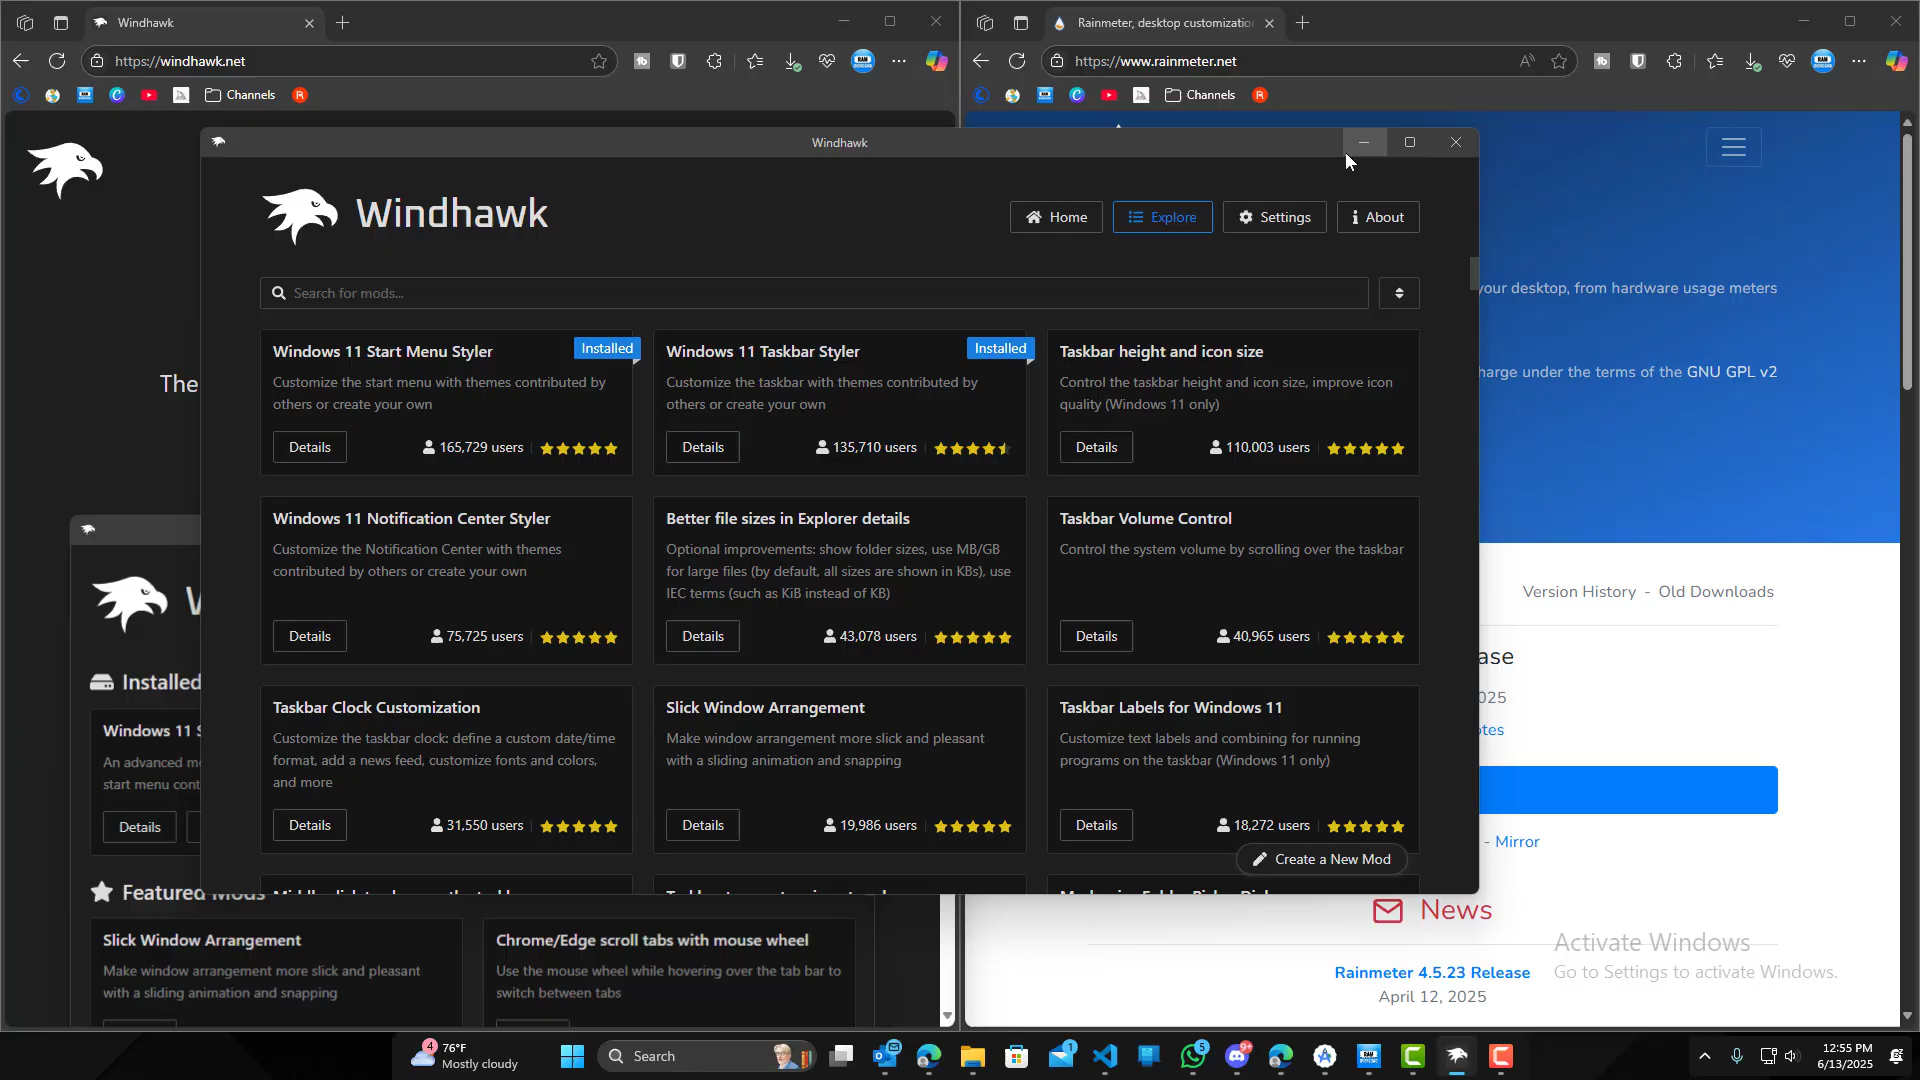 Windhawk
Rainmeter, desktop customizatio
https://windhawk.net
https://www.rainmeter.net
Channels
Channels
Windhawk
Windhawk
Home
Explore
Settings
About
Search for mods...
your desktop, from hardware usage meters
harge under the terms of the GNU GPL v2
The
Windows 11 Start Menu Styler
Installed
Customize the start menu with themes contributed by
others or create your own
Details
165,729 users
Windows 11 Taskbar Styler
Installed
Customize the taskbar with themes contributed by
others or create your own
Details
135,710 users
Taskbar height and icon size
Control the taskbar height and icon size, improve icon
quality (Windows 11 only)
Details
110,003 users
Windows 11 Notification Center Styler
Customize the Notification Center with themes
contributed by others or create your own
Details
75,725 users
Better file sizes in Explorer details
Optional improvements: show folder sizes, use MB/GB
for large files (by default, all sizes are shown in KBs), use
IEC terms (such as KiB instead of KB)
Details
43,078 users
Taskbar Volume Control
Control the system volume by scrolling over the taskbar
Details
40,965 users
Taskbar Clock Customization
Customize the taskbar clock: define a custom date/time
format, add a news feed, customize fonts and colors,
and more
Details
31,550 users
Slick Window Arrangement
Make window arrangement more slick and pleasant
with a sliding animation and snapping
Details
19,986 users
Taskbar Labels for Windows 11
Customize text labels and combining for running
programs on the taskbar (Windows 11 only)
Details
18,272 users
Create a New Mod
Version History - Old Downloads
ase
025
otes
- Mirror
News
Rainmeter 4.5.23 Release
April 12, 2025
Activate Windows
Go to Settings to activate Windows.
Installed
Windows 11 S
An advanced m
start menu cont
Details
Featured Mods
Slick Window Arrangement
Make window arrangement more slick and pleasant
with a sliding animation and snapping
Chrome/Edge scroll tabs with mouse wheel
Use the mouse wheel while hovering over the tab bar to
switch between tabs
4
76°F
Mostly cloudy
Search
1
5
9+
12:55 PM
6/13/2025